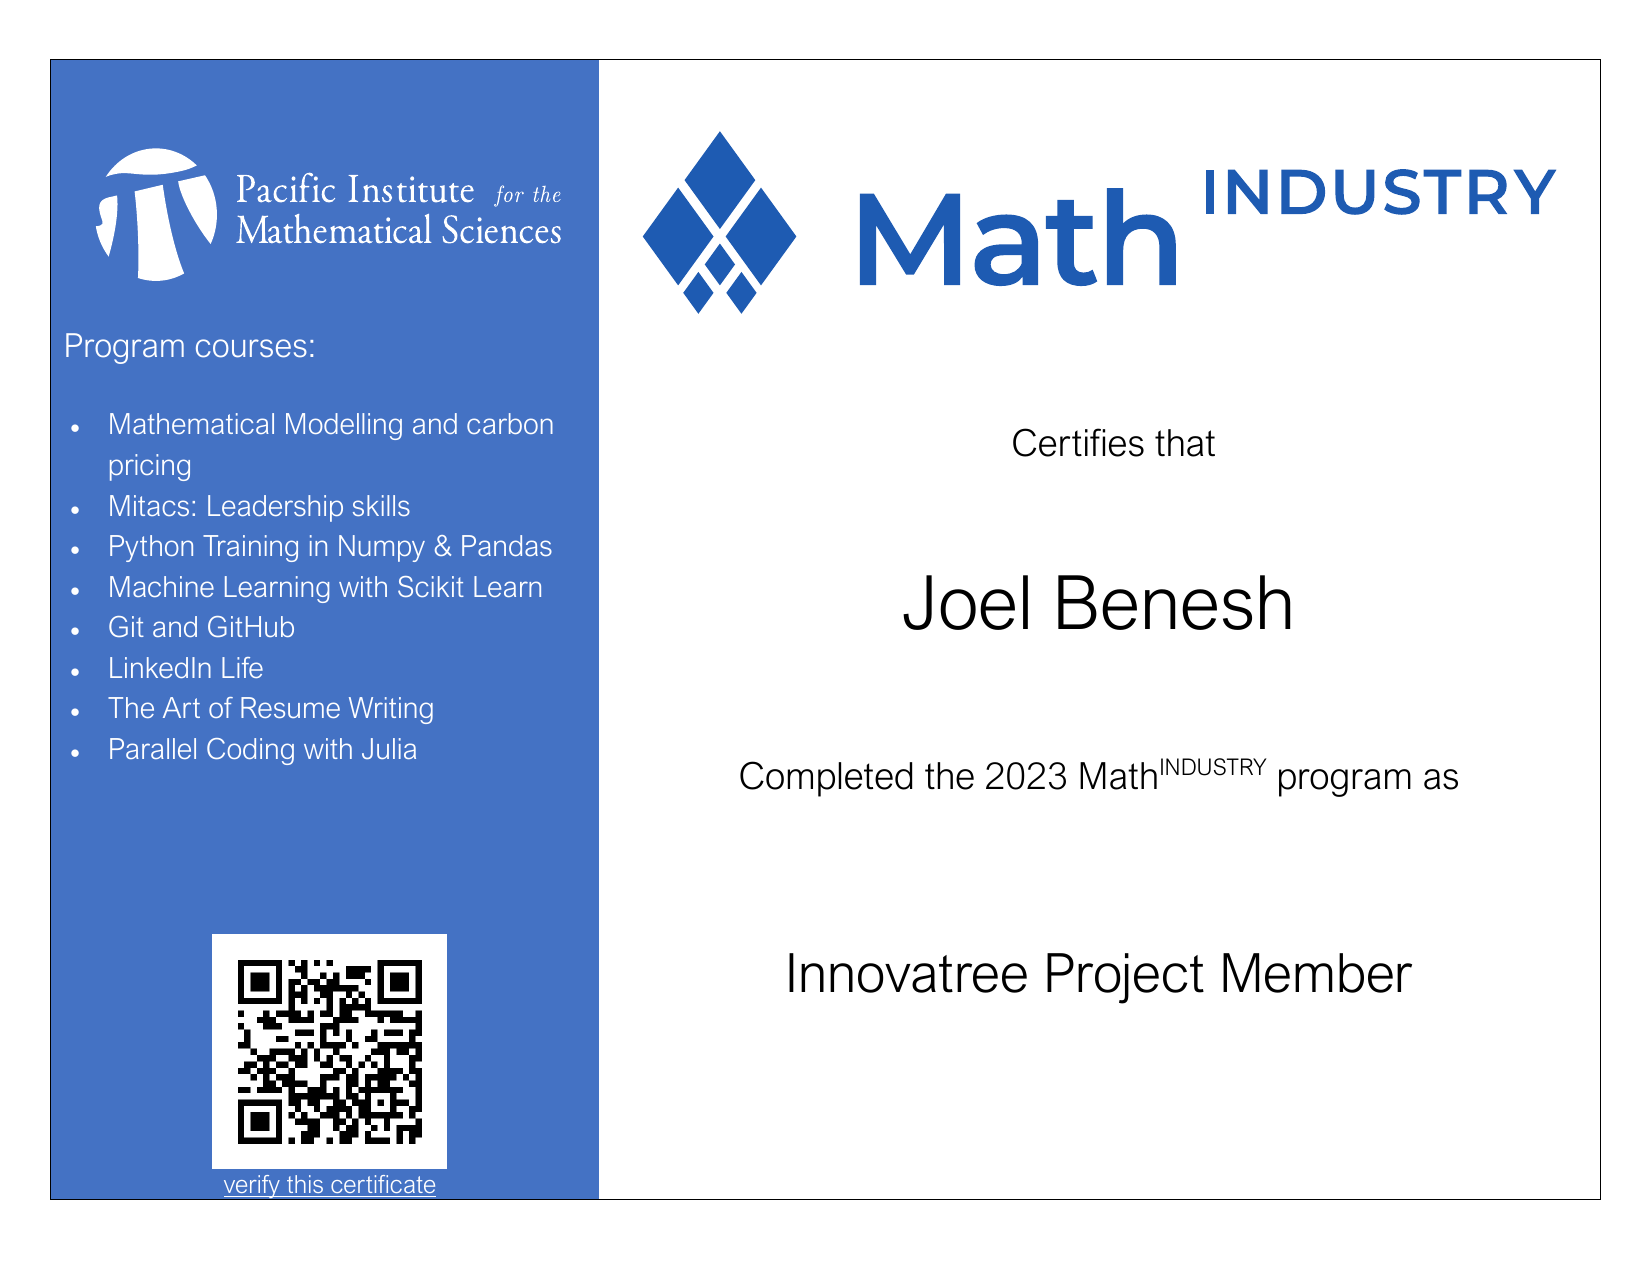 Pacific Institute for the
Mathematical Sciences
Program courses:
• Mathematical Modelling and carbon
pricing
• Mitacs: Leadership skills
• Python Training in Numpy & Pandas
• Machine Learning with Scikit Learn
• Git and GitHub
• LinkedIn Life
• The Art of Resume Writing
• Parallel Coding with Julia
verify this certificate
Math INDUSTRY
Certifies that
Joel Benesh
Completed the 2023 MathINDUSTRY program as
Innovatree Project Member